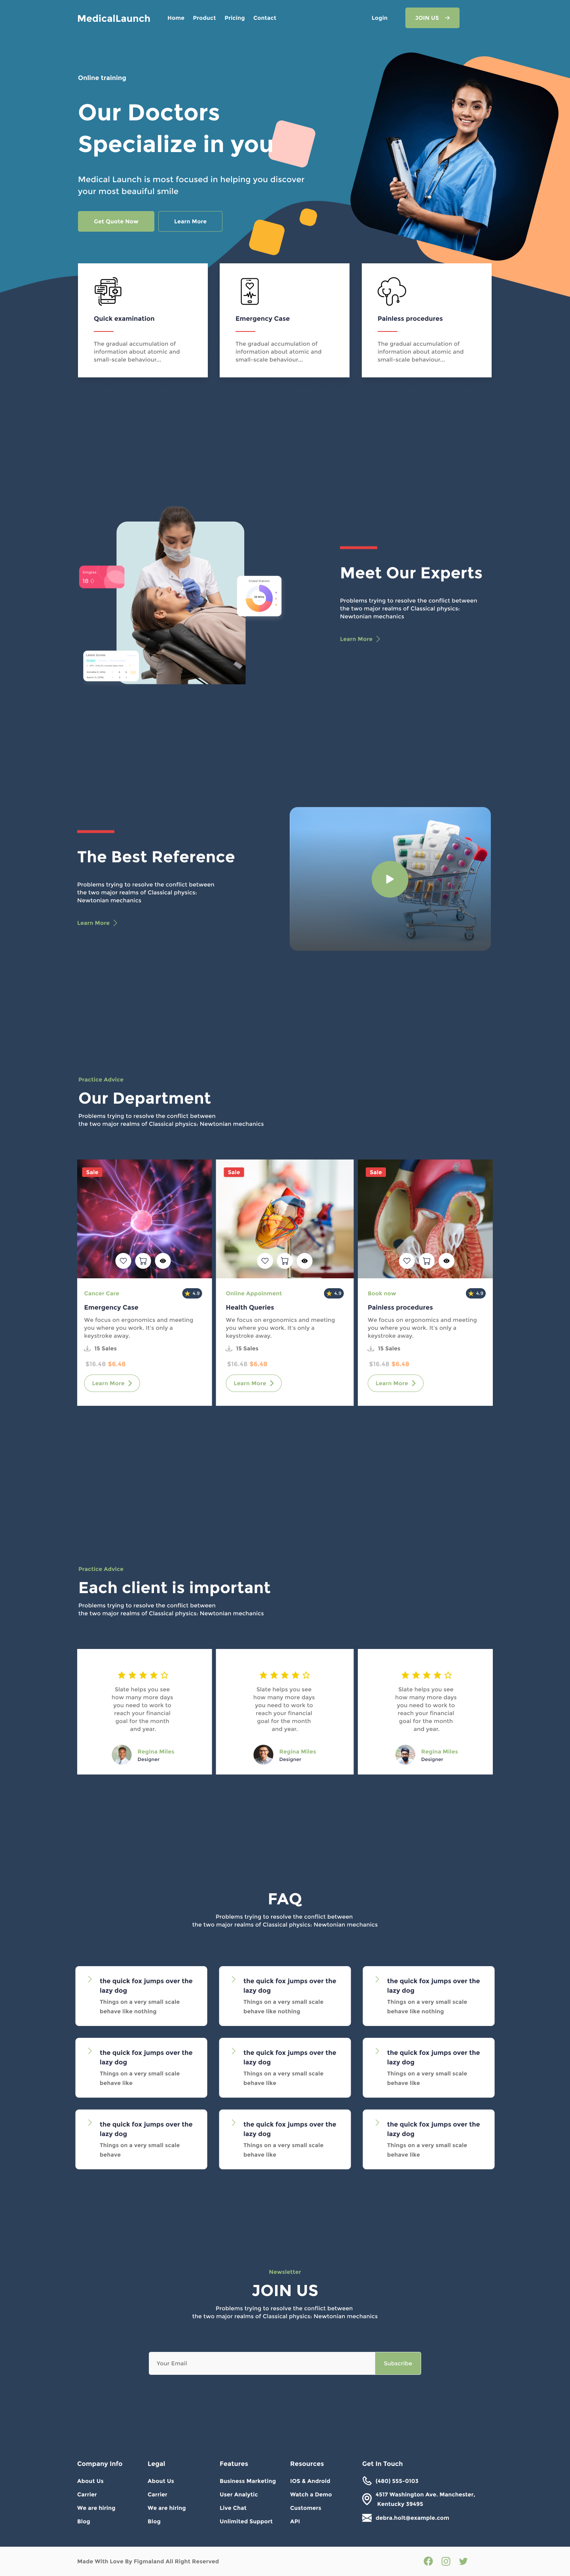 MedicalLaunch
Home Product Pricing Contact
Login
JOIN US
Online training
Our Doctors
Specialize in you
Medical Launch is most focused in helping you discover
your most beauiful smile
Get Quote Now
Learn More
Quick examination
The gradual accumulation of
information about atomic and
small-scale behaviour...
Emergency Case
The gradual accumulation of
information about atomic and
small-scale behaviour...
Painless procedures
The gradual accumulation of
information about atomic and
small-scale behaviour...
18
Meet Our Experts
Problems trying to resolve the conflict between
the two major realms of Classical physics:
Newtonian mechanics
Learn More
The Best Reference
Problems trying to resolve the conflict between
the two major realms of Classical physics:
Newtonian mechanics
Learn More
Practice Advice
Our Department
Problems trying to resolve the conflict between
the two major realms of Classical physics: Newtonian mechanics
Sale
Cancer Care
4.9
Emergency Case
We focus on ergonomics and meeting
you where you work. It's only a
keystroke away.
15 Sales
$16.48 $6.48
Learn More
Sale
Online Appoinment
4.9
Health Queries
We focus on ergonomics and meeting
you where you work. It's only a
keystroke away.
15 Sales
$16.48 $6.48
Learn More
Sale
Book now
4.9
Painless procedures
We focus on ergonomics and meeting
you where you work. It's only a
keystroke away.
15 Sales
$16.48 $6.48
Learn More
Practice Advice
Each client is important
Problems trying to resolve the conflict between
the two major realms of Classical physics: Newtonian mechanics
Slate helps you see
how many more days
you need to work to
reach your financial
goal for the month
and year.
Regina Miles
Designer
Slate helps you see
how many more days
you need to work to
reach your financial
goal for the month
and year.
Regina Miles
Designer
Slate helps you see
how many more days
you need to work to
reach your financial
goal for the month
and year.
Regina Miles
Designer
FAQ
Problems trying to resolve the conflict between
the two major realms of Classical physics: Newtonian mechanics
the quick fox jumps over the
lazy dog
Things on a very small scale
behave like nothing
the quick fox jumps over the
lazy dog
Things on a very small scale
behave like nothing
the quick fox jumps over the
lazy dog
Things on a very small scale
behave like nothing
the quick fox jumps over the
lazy dog
Things on a very small scale
behave like
the quick fox jumps over the
lazy dog
Things on a very small scale
behave like
the quick fox jumps over the
lazy dog
Things on a very small scale
behave like
the quick fox jumps over the
lazy dog
Things on a very small scale
behave
the quick fox jumps over the
lazy dog
Things on a very small scale
behave like
the quick fox jumps over the
lazy dog
Things on a very small scale
behave like
Newsletter
JOIN US
Problems trying to resolve the conflict between
the two major realms of Classical physics: Newtonian mechanics
Your Email
Subscribe
Company Info
About Us
Carrier
We are hiring
Blog
Legal
About Us
Carrier
We are hiring
Blog
Features
Business Marketing
User Analytic
Live Chat
Unlimited Support
Resources
IOS & Android
Watch a Demo
Customers
API
Get In Touch
(480) 555-0103
4517 Washington Ave. Manchester,
Kentucky 39495
debra.holt@example.com
Made With Love By Figmaland All Right Reserved